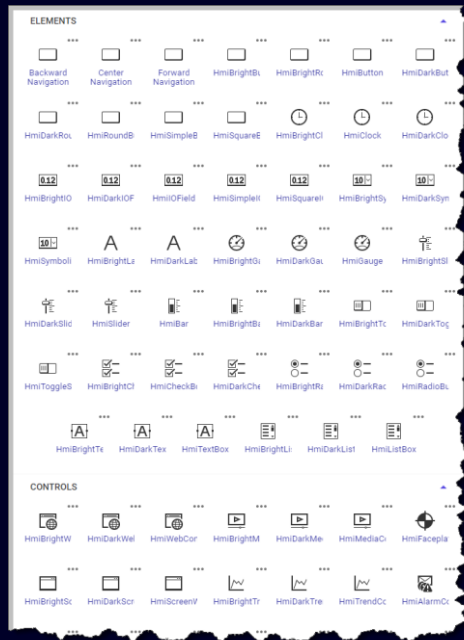 ELEMENTS
Backward Navigation Center Navigation Forward Navigation HmiBrightBu HmiBrightRo HmiButton HmiDarkBut
HmiDarkRou HmiRoundB HmiSimpleB HmiSquareB HmiBrightCl HmiClock HmiDarkClo
0.12 0.12 0.12 0.12 0.12 10 10
HmiBrightIO HmiDarkIOF HmiIOField HmiSimpleI HmiSquareI HmiBrightSy HmiDarkSyn
10 A A
HmiSymboli HmiBrightLa HmiDarkLab HmiBrightGa HmiDarkGau HmiGauge HmiBrightSl
HmiDarkSlid HmiSlider HmiBar HmiBrightBa HmiDarkBar HmiBrightTo HmiDarkTog
HmiToggleS HmiBrightCh HmiCheckBo HmiDarkChe HmiBrightRa HmiDarkRac HmiRadioBu
A A A
HmiBrightTe HmiDarkTex HmiTextBox HmiBrightLi HmiDarkList HmiListBox
CONTROLS
HmiBrightW HmiDarkWel HmiWebCor HmiBrightM HmiDarkMe HmiMediaCo HmiFacepla
HmiBrightSc HmiDarkScr HmiScreenW HmiBrightTr HmiDarkTre HmiTrendCo HmiAlarmCo